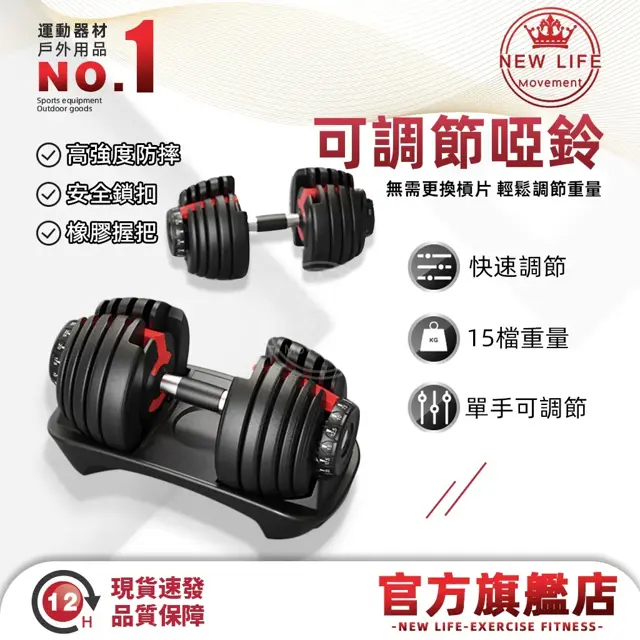 運動器材
戶外用品
NO.1
Sports equipment
Outdoor goods
NEW LIFE
Movement
可調節啞鈴
無需更換槓片 輕鬆調節重量
高強度防摔
安全鎖扣
橡膠握把
快速調節
KG
15檔重量
單手可調節
12
H
現貨速發
品質保障
官方旗艦店
-NEW LIFE-EXERCISE FITNESS-